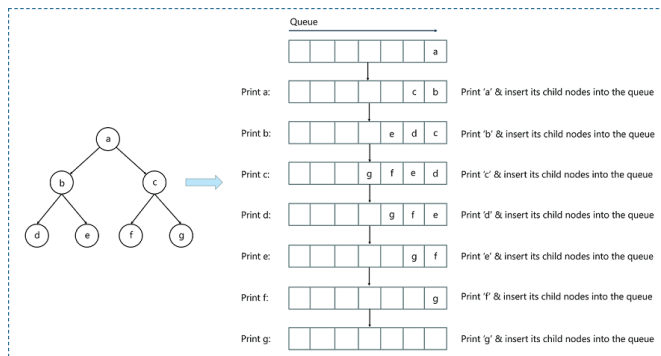 Queue
a
Print a: c b Print 'a' & insert its child nodes into the queue
Print b: e d c Print 'b' & insert its child nodes into the queue
Print c: g f e d Print 'c' & insert its child nodes into the queue
Print d: g f e Print 'd' & insert its child nodes into the queue
Print e: g f Print 'e' & insert its child nodes into the queue
Print f: g Print 'f' & insert its child nodes into the queue
Print g: Print 'g' & insert its child nodes into the queue
a
b c
d e f g